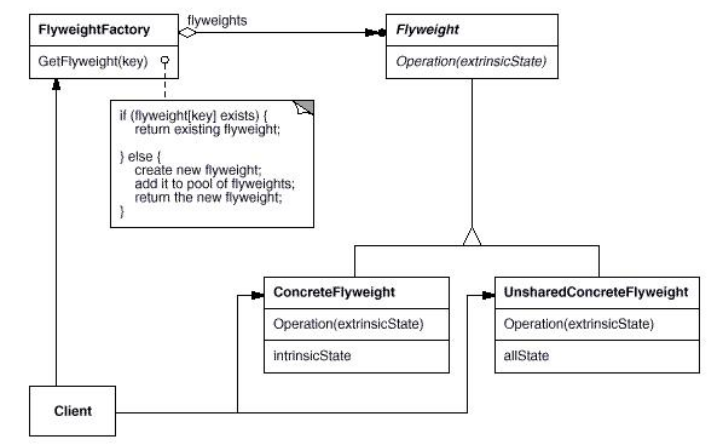 FlyweightFactory
flyweights
Flyweight
GetFlyweight(key)
Operation(extrinsicState)
if (flyweight[key] exists) {
return existing flyweight;
} else {
create new flyweight;
add it to pool of flyweights;
return the new flyweight;
}
ConcreteFlyweight
Operation(extrinsicState)
intrinsicState
UnsharedConcreteFlyweight
Operation(extrinsicState)
allState
Client